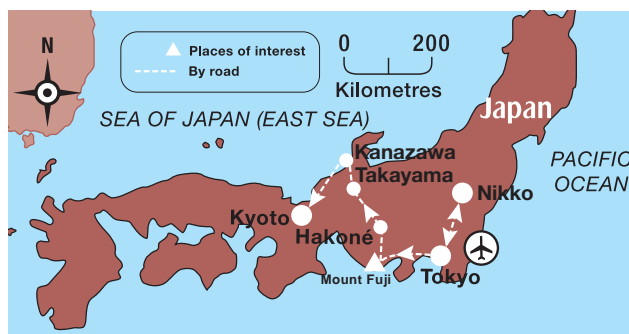 N
Places of interest
By road
0 200
Kilometres
SEA OF JAPAN (EAST SEA)
Japan
PACIFIC
OCEAN
Kanazawa
Takayama
Nikko
Kyoto
Hakoné
Tokyo
Mount Fuji